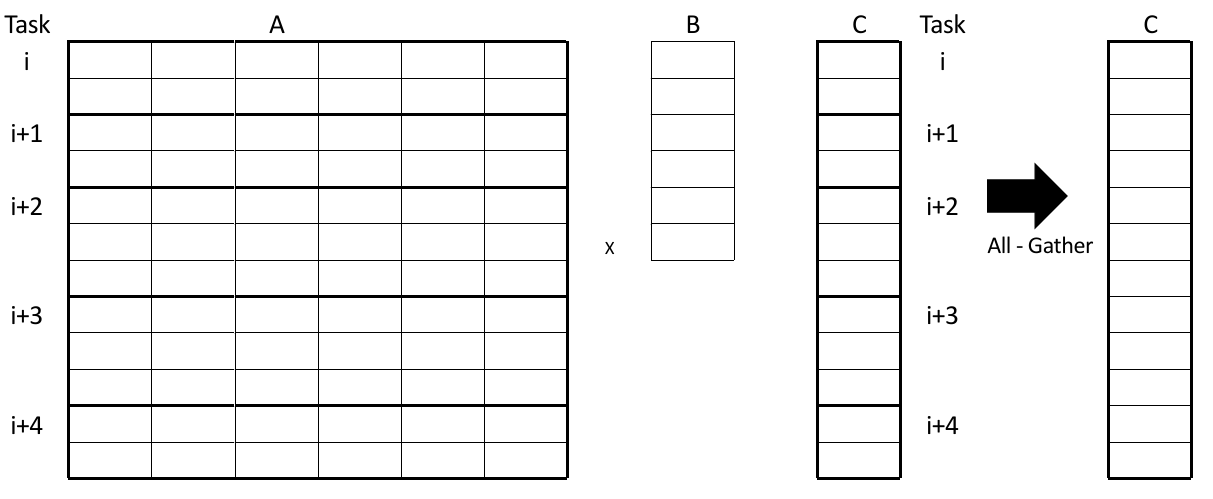 Task A B C Task C
i i
i+1 i+1
i+2 i+2
x All - Gather
i+3 i+3
i+4 i+4